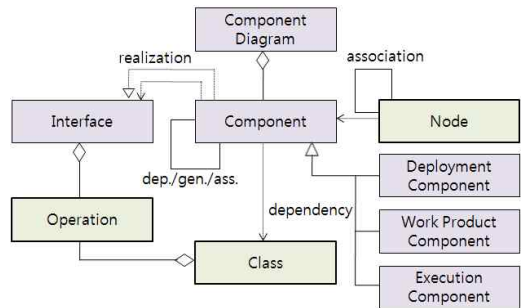 Component
Diagram
realization
association
Interface
Component
Node
dep./gen./ass.
Deployment
Component
Operation
dependency
Work Product
Component
Class
Execution
Component